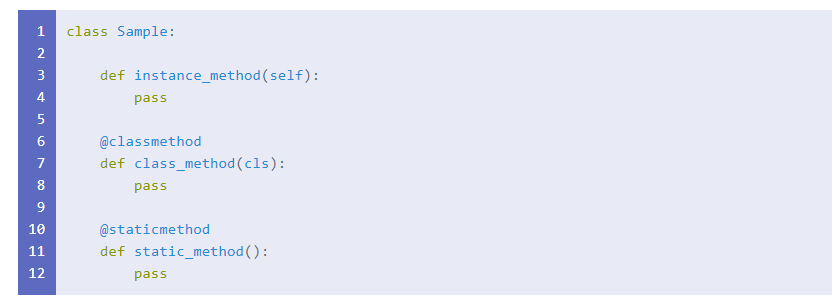 1 class Sample:
2
3     def instance_method(self):
4         pass
5
6     @classmethod
7     def class_method(cls):
8         pass
9
10     @staticmethod
11     def static_method():
12         pass